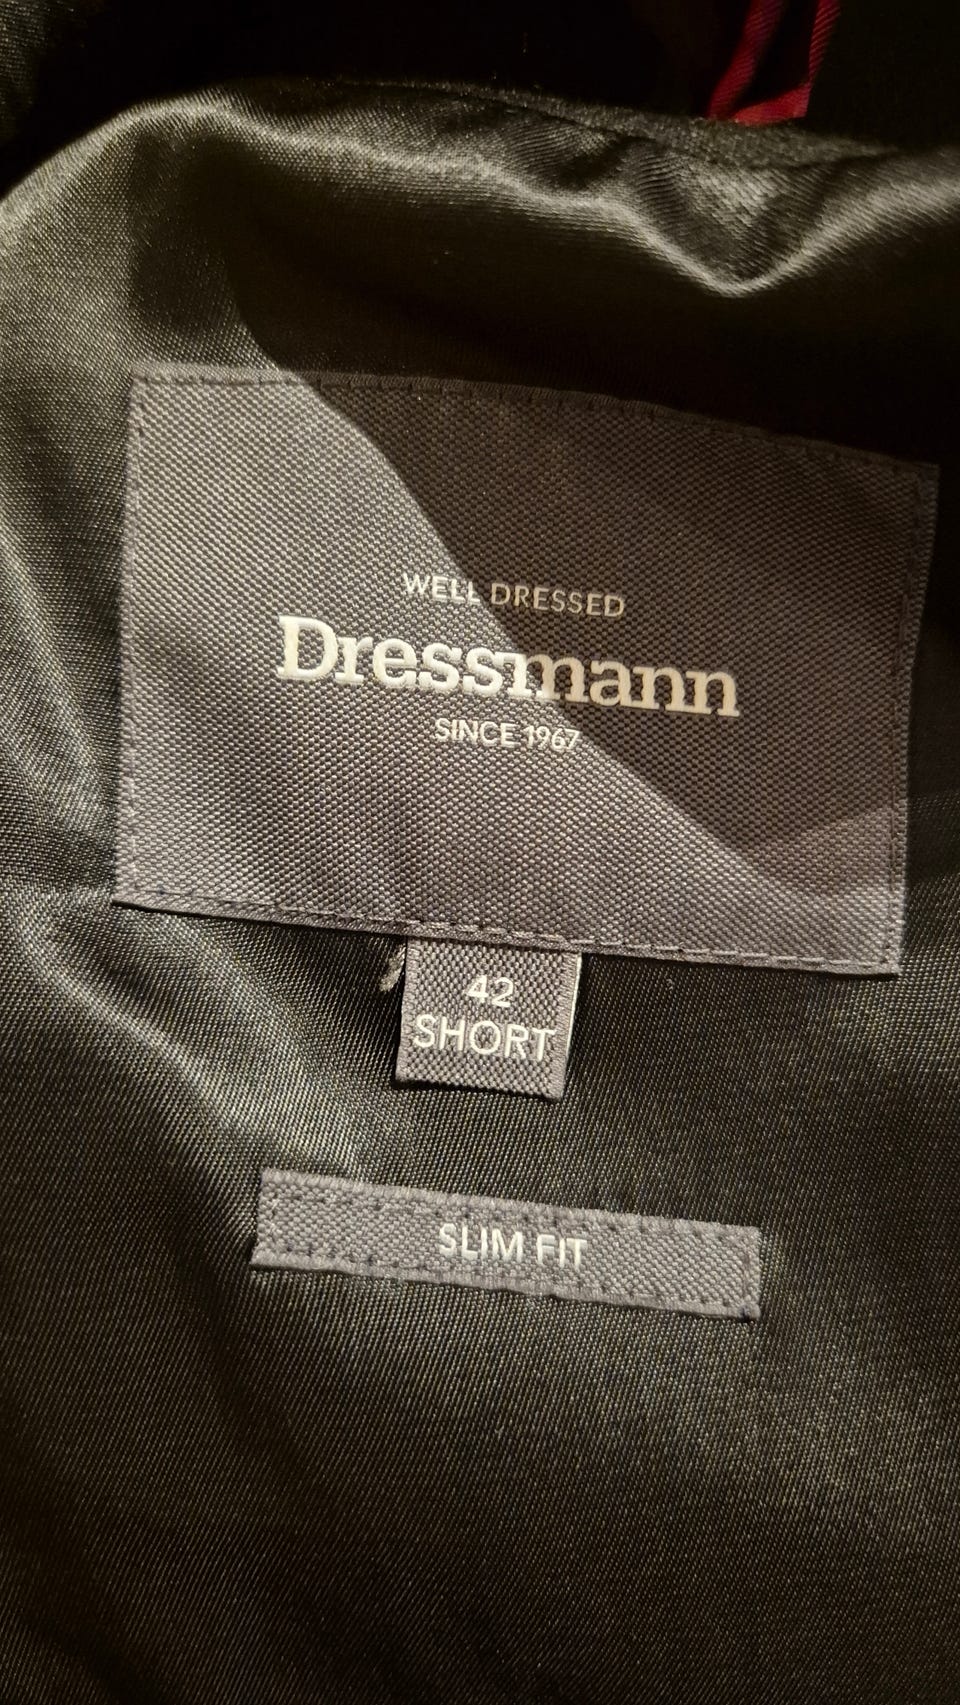 WELL DRESSED
Dressmann
SINCE 1967
42
SHORT
SLIM FIT